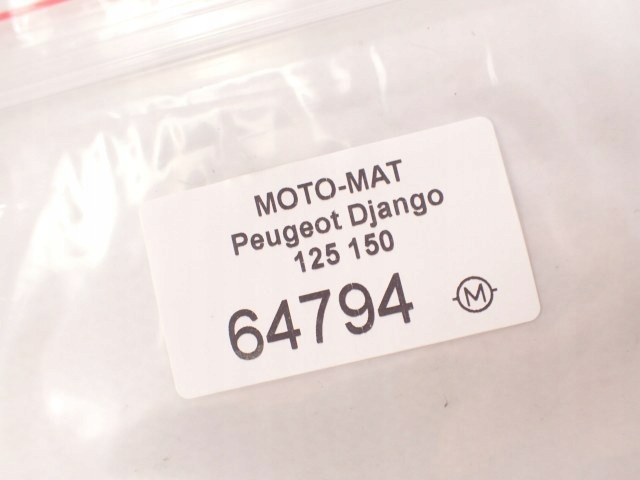 MOTO-MAT
Peugeot Django
125 150
64794
M